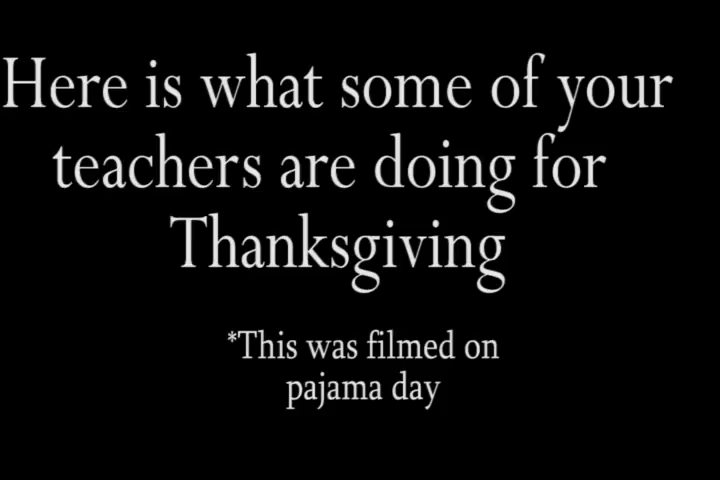 Here is what some of your
teachers are doing for
Thanksgiving
*This was filmed on
pajama day